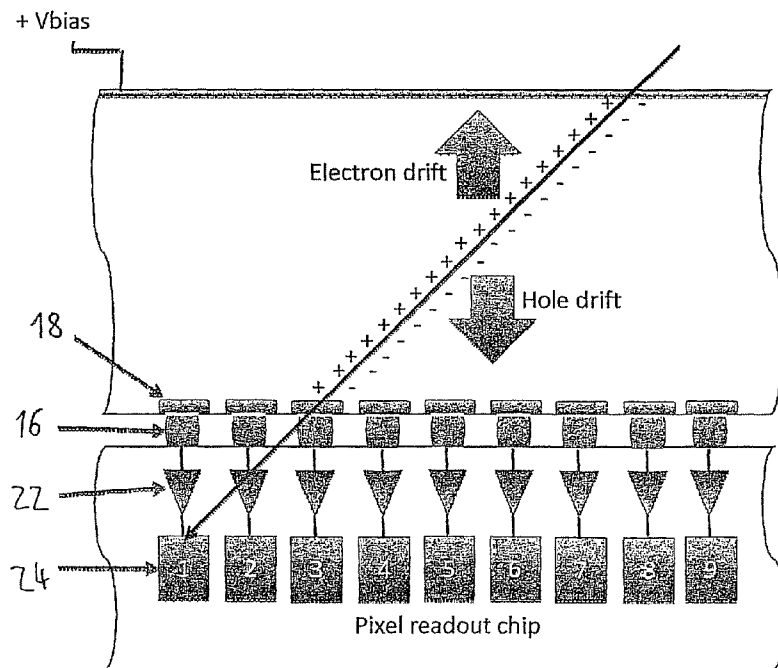 + Vbias
Electron drift
Hole drift
18
16
22
24
1 2 3 4 5 6 7 8 9
Pixel readout chip